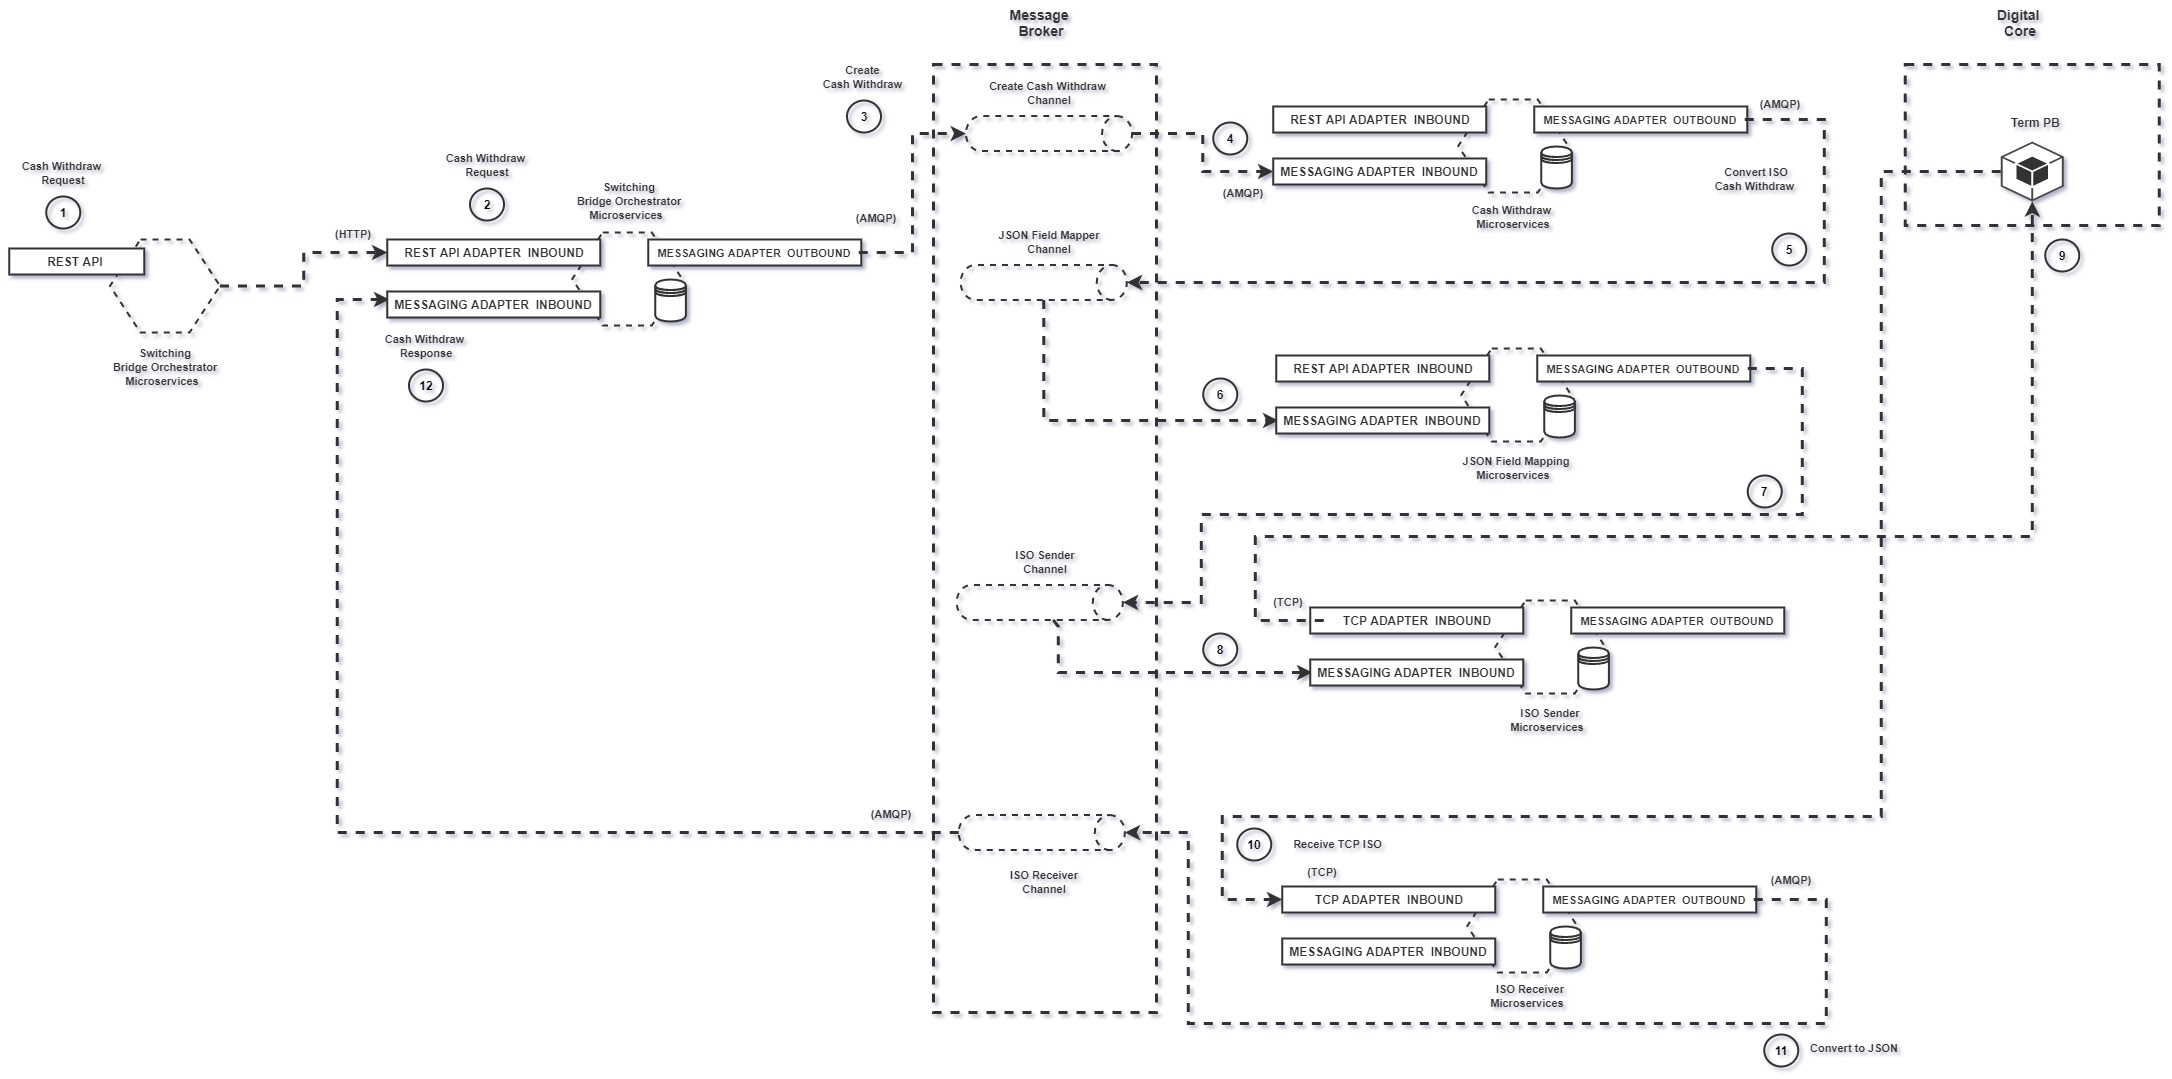 Message
Broker
Digital
Core
Create
Cash Withdraw
3
Create Cash Withdraw
Channel
4
(AMQP)
REST API ADAPTER INBOUND
MESSAGING ADAPTER INBOUND
MESSAGING ADAPTER OUTBOUND
(AMQP)
Cash Withdraw
Microservices
Convert ISO
Cash Withdraw
5
Term PB
9
Cash Withdraw
Request
1
REST API
Switching
Bridge Orchestrator
Microservices
(HTTP)
Cash Withdraw
Request
2
Switching
Bridge Orchestrator
Microservices
REST API ADAPTER INBOUND
MESSAGING ADAPTER OUTBOUND
(AMQP)
MESSAGING ADAPTER INBOUND
Cash Withdraw
Response
12
JSON Field Mapper
Channel
6
REST API ADAPTER INBOUND
MESSAGING ADAPTER OUTBOUND
MESSAGING ADAPTER INBOUND
JSON Field Mapping
Microservices
7
ISO Sender
Channel
8
(TCP)
TCP ADAPTER INBOUND
MESSAGING ADAPTER OUTBOUND
MESSAGING ADAPTER INBOUND
ISO Sender
Microservices
(AMQP)
ISO Receiver
Channel
10
Receive TCP ISO
(TCP)
TCP ADAPTER INBOUND
MESSAGING ADAPTER OUTBOUND
(AMQP)
MESSAGING ADAPTER INBOUND
ISO Receiver
Microservices
11
Convert to JSON